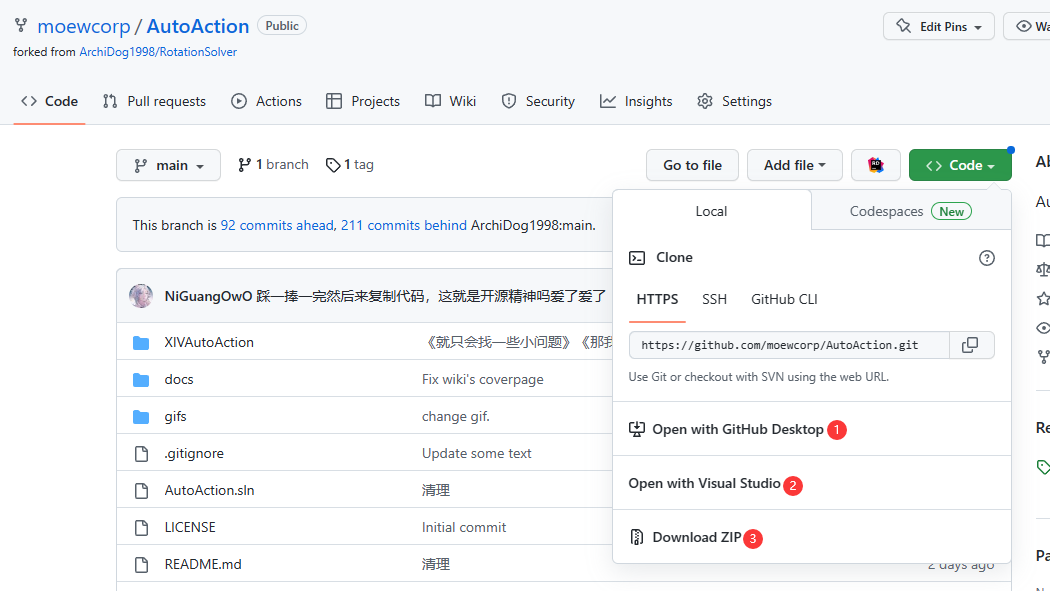 moewcorp / AutoAction Public
Edit Pins
Wa
forked from ArchiDog1998/RotationSolver
Code Pull requests Actions Projects Wiki Security Insights Settings
main 1 branch 1 tag Go to file Add file Code
Ab
This branch is 92 commits ahead, 211 commits behind ArchiDog1998:main.
Au
NiGuangOwO 踩一捧一完然后来复制代码，这就是开源精神吗爱了爱了
XIVAutoAction 《就只会找一些小问题》《那我
docs Fix wiki's coverpage
gifs change gif.
.gitignore Update some text
AutoAction.sln 清理
LICENSE Initial commit
README.md 清理 2 days ago
Local Codespaces New
Clone
HTTPS SSH GitHub CLI
https://github.com/moewcorp/AutoAction.git
Use Git or checkout with SVN using the web URL.
Open with GitHub Desktop 1
Open with Visual Studio 2
Download ZIP 3
Re
Pa